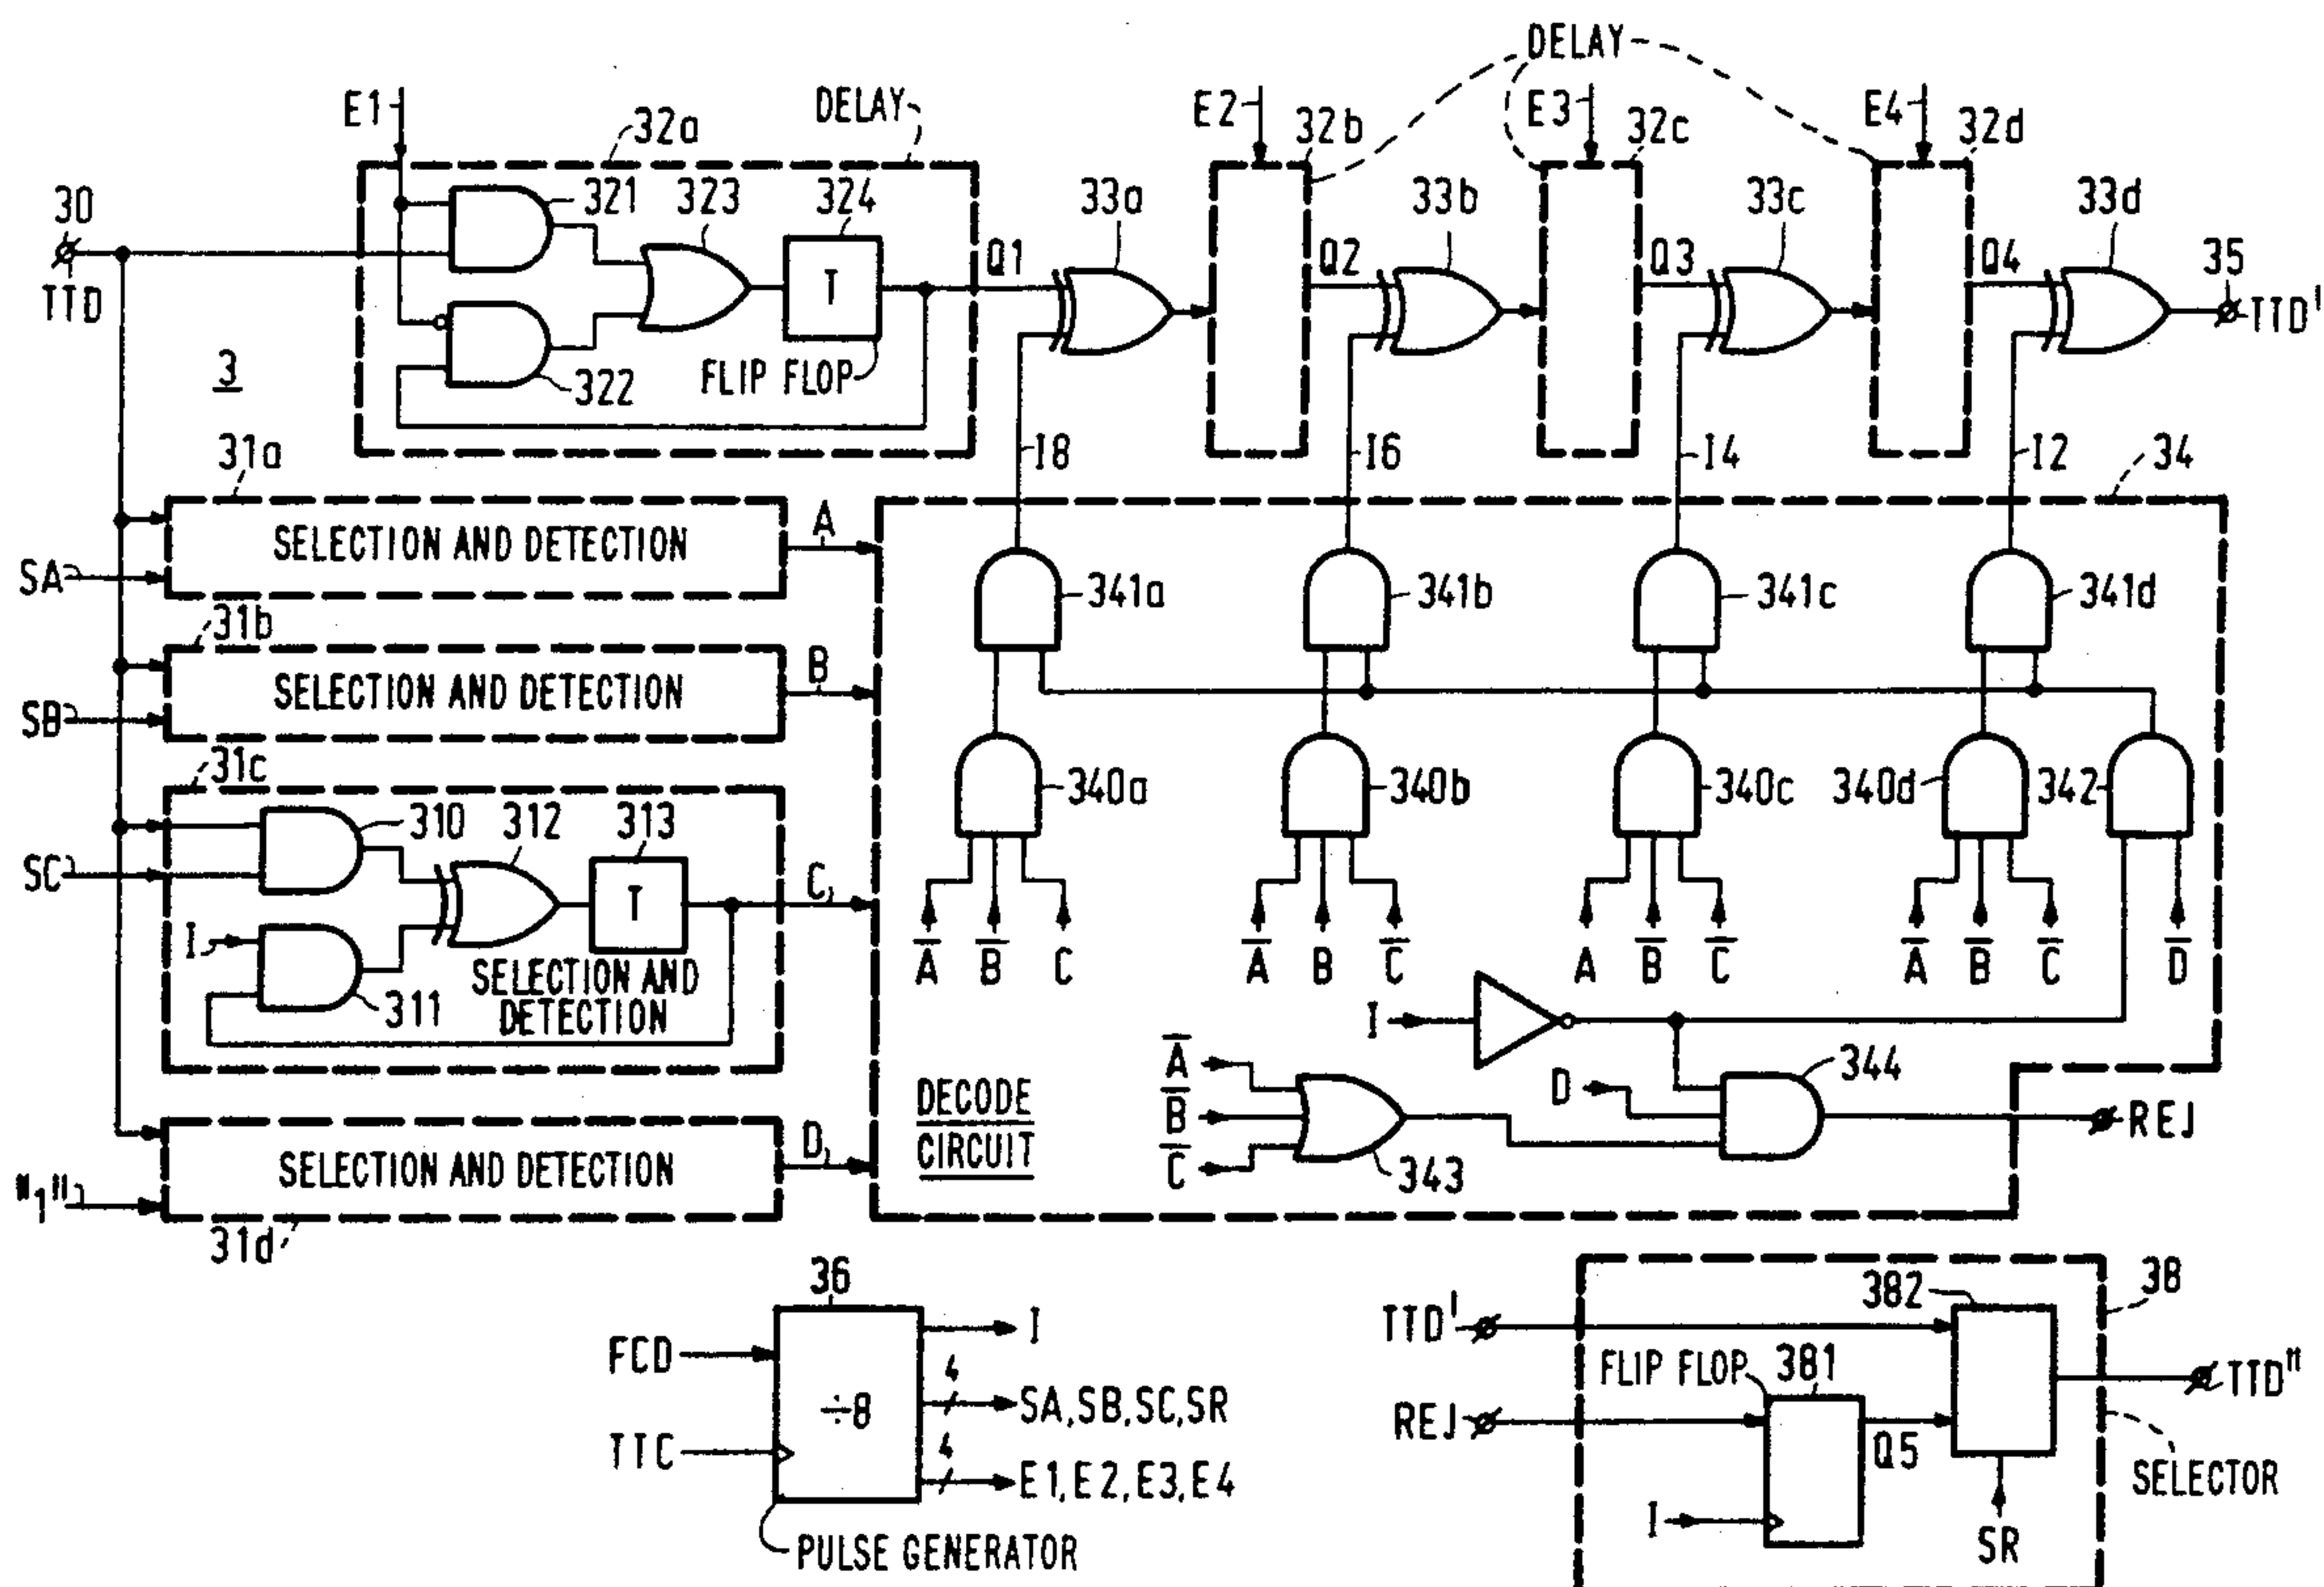 DELAY
E1
32a
DELAY
E2
32b
E3
32c
E4
32d
30
TTD
321
323
324
T
322
FLIP FLOP
Q1
33a
Q2
33b
Q3
33c
Q4
33d
35
TTD'
3
I8
I6
I4
I2
34
31a
SELECTION AND DETECTION
A
SA
341a
341b
341c
341d
31b
SELECTION AND DETECTION
B
SB
31c
310
312
313
T
SC
I
311
SELECTION AND
DETECTION
C
340a
340b
340c
340d
342
A̅ B̅ C
A̅ B C̅
A B̅ C̅
A̅ B̅ C̅
D̅
I
A̅
B̅
C̅
343
D
344
REJ
DECODE
CIRCUIT
"1"
SELECTION AND DETECTION
D
31d
36
FCD
TTC
÷8
I
4
SA,SB,SC,SR
4
E1,E2,E3,E4
PULSE GENERATOR
TTD'
382
38
FLIP FLOP
381
REJ
Q5
I
SR
TTD"
SELECTOR